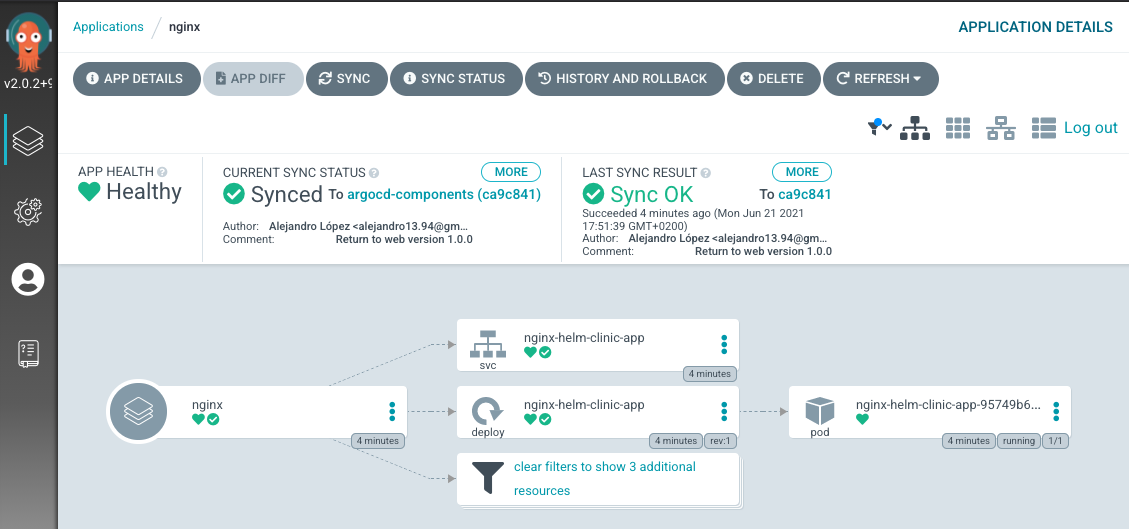 Applications / nginx
APPLICATION DETAILS
v2.0.2+9
APP DETAILS
APP DIFF
SYNC
SYNC STATUS
HISTORY AND ROLLBACK
DELETE
REFRESH
Log out
APP HEALTH
Healthy
CURRENT SYNC STATUS
MORE
Synced To argocd-components (ca9c841)
Author: Alejandro López <alejandro13.94@gm...
Comment: Return to web version 1.0.0
LAST SYNC RESULT
MORE
Sync OK To ca9c841
Succeeded 4 minutes ago (Mon Jun 21 2021
17:51:39 GMT+0200)
Author: Alejandro López <alejandro13.94@gm...
Comment: Return to web version 1.0.0
nginx
4 minutes
nginx-helm-clinic-app
svc
4 minutes
nginx-helm-clinic-app
deploy
4 minutes
rev:1
clear filters to show 3 additional
resources
nginx-helm-clinic-app-95749b6...
pod
4 minutes
running
1/1